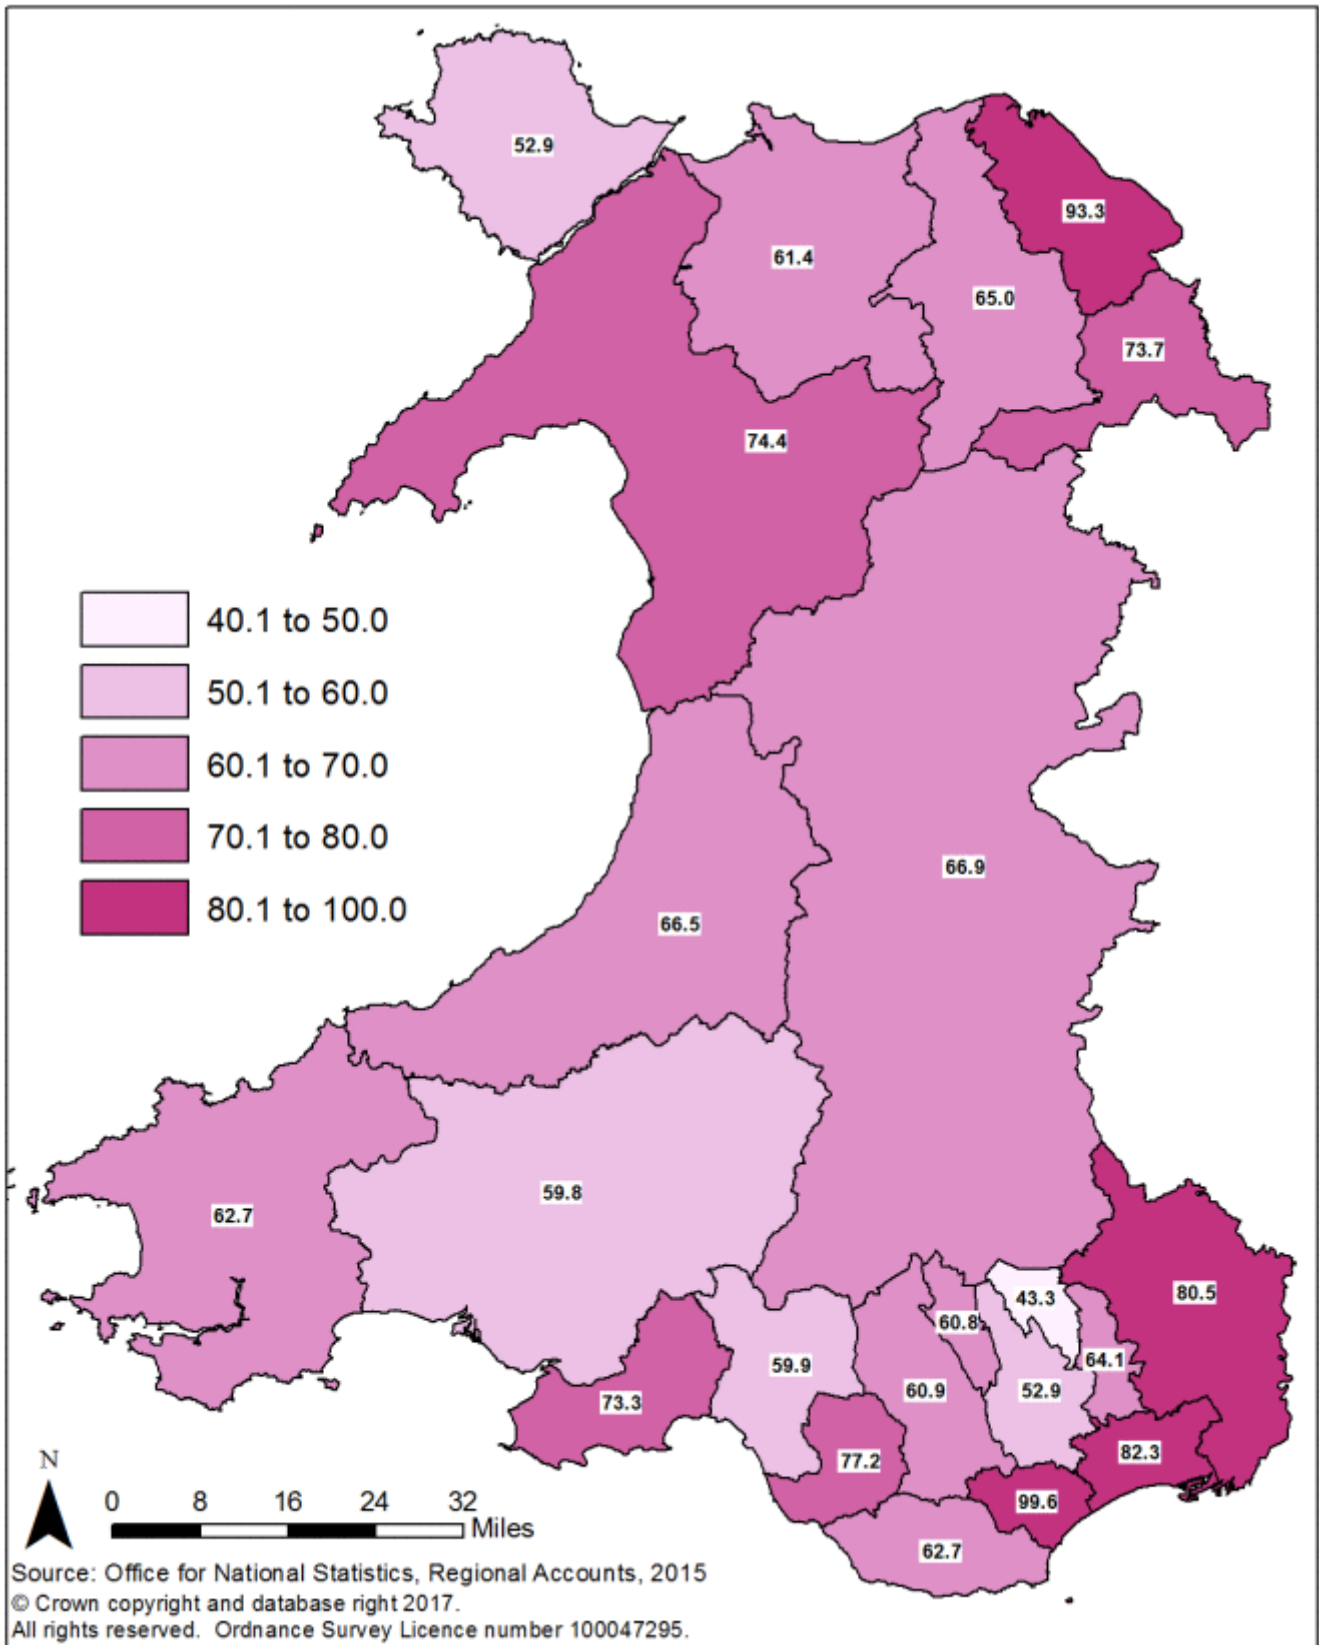 52.9
93.3
61.4
65.0
73.7
74.4
40.1 to 50.0
50.1 to 60.0
60.1 to 70.0
70.1 to 80.0
80.1 to 100.0
66.9
66.5
59.8
62.7
43.3
80.5
60.8
64.1
59.9
60.9
52.9
73.3
82.3
77.2
99.6
62.7
N
0 8 16 24 32
Miles
Source: Office for National Statistics, Regional Accounts, 2015
© Crown copyright and database right 2017.
All rights reserved. Ordnance Survey Licence number 100047295.